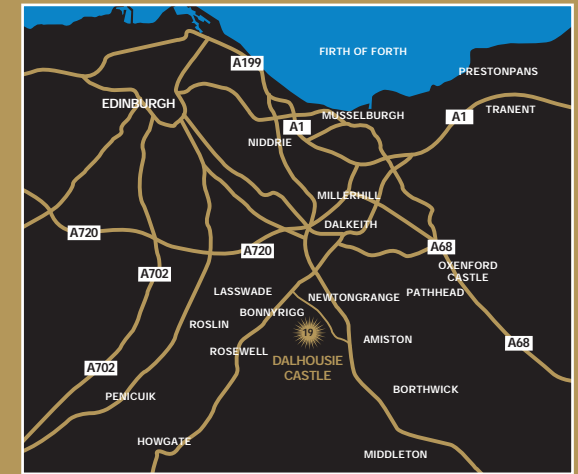 FIRTH OF FORTH
A199
PRESTONPANS
EDINBURGH
TRANENT
MUSSELBURGH
A1
A1
NIDDRIE
MILLERHILL
DALKEITH
A720
A720
A68
OXENFORD
CASTLE
A702
LASSWADE
NEWTONGRANGE
PATHHEAD
BONNYRIGG
ROSLIN
19
AMISTON
ROSEWELL
DALHOUSIE
CASTLE
A68
A702
BORTHWICK
PENICUIK
HOWGATE
MIDDLETON